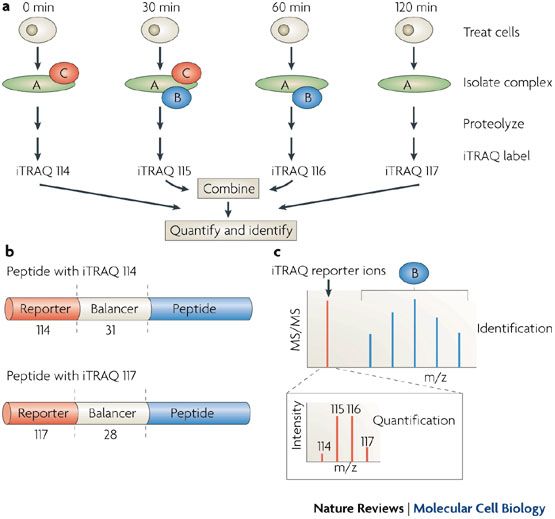 a
0 min 30 min 60 min 120 min
Treat cells
A C A C B A B A
Isolate complex
Proteolyze
iTRAQ label
iTRAQ 114 iTRAQ 115 iTRAQ 116 iTRAQ 117
Combine
Quantify and identify
b
Peptide with iTRAQ 114
Reporter Balancer Peptide
114 31
Peptide with iTRAQ 117
Reporter Balancer Peptide
117 28
c
iTRAQ reporter ions
B
MS/MS
Identification
m/z
Intensity
114 115 116 117
Quantification
m/z
Nature Reviews | Molecular Cell Biology